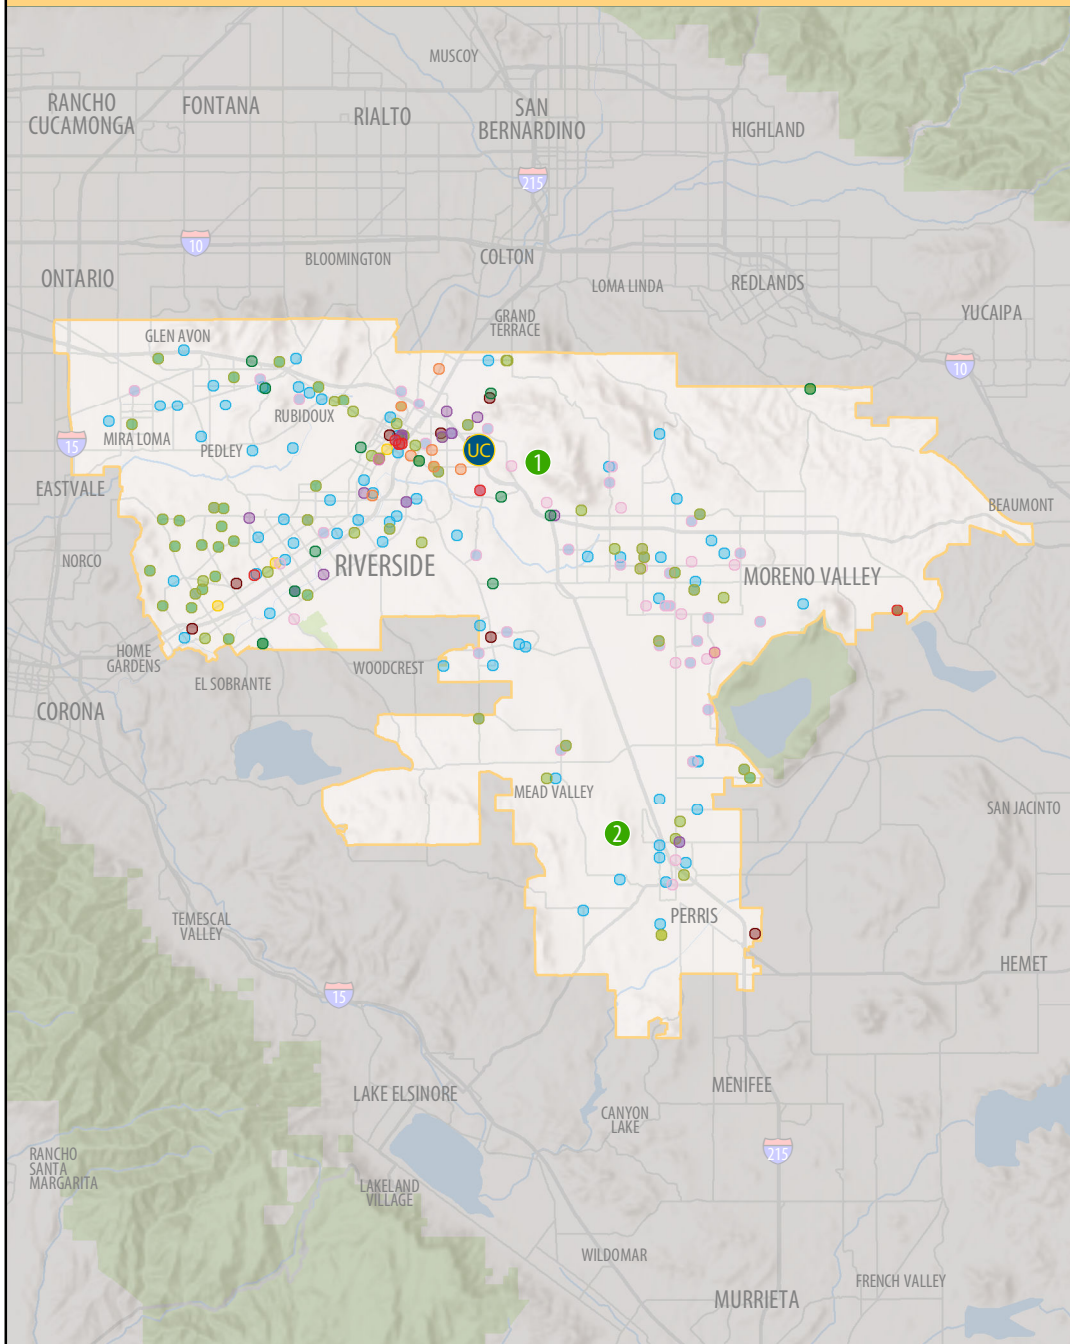 MUSCOY
RANCHO
CUCAMONGA
FONTANA
RIALTO
SAN
BERNARDINO
HIGHLAND
215
10
BLOOMINGTON
COLTON
ONTARIO
LOMA LINDA
REDLANDS
GRAND
TERRACE
YUCAIPA
GLEN AVON
10
RUBIDOUX
MIRA LOMA
15
PEDLEY
UC
1
EASTVALE
BEAUMONT
NORCO
RIVERSIDE
MORENO VALLEY
HOME
GARDENS
WOODCREST
EL SOBRANTE
CORONA
MEAD VALLEY
SAN JACINTO
2
TEMESCAL
VALLEY
PERRIS
HEMET
15
LAKE ELSINORE
MENIFEE
CANYON
LAKE
215
RANCHO
SANTA
MARGARITA
LAKELAND
VILLAGE
WILDOMAR
FRENCH VALLEY
MURRIETA